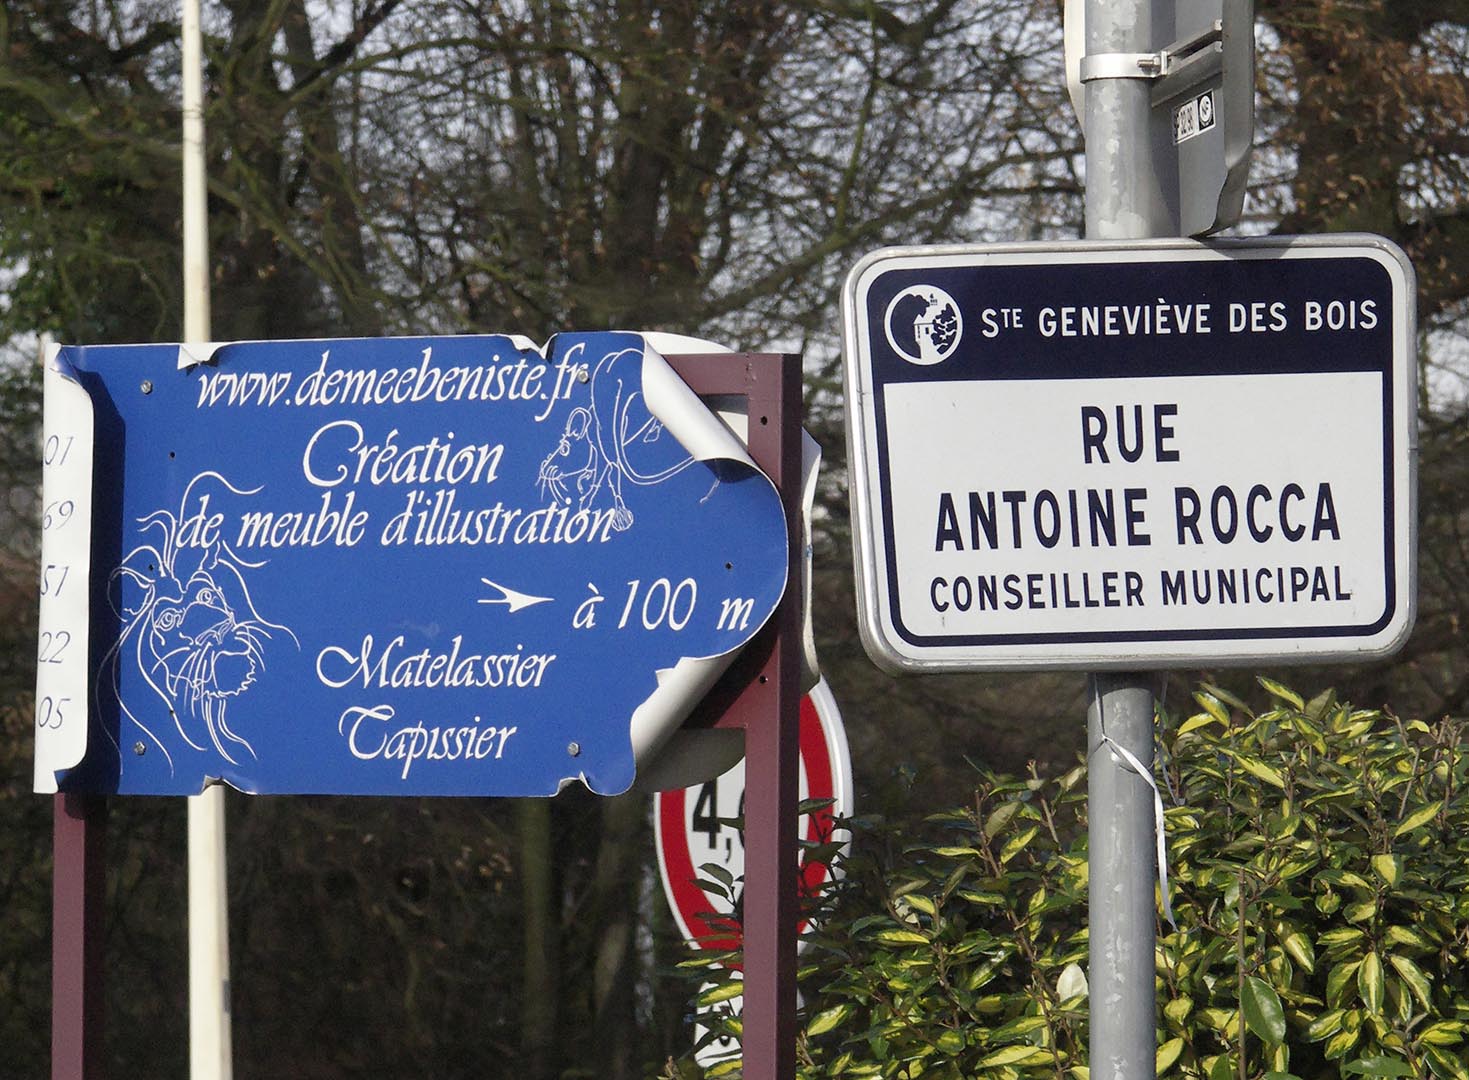 www.demeebeniste.fr
Création
de meuble d'illustration
à 100 m
Matelassier
Tapissier
01
69
51
22
05
STE GENEVIÈVE DES BOIS
RUE
ANTOINE ROCCA
CONSEILLER MUNICIPAL
4,